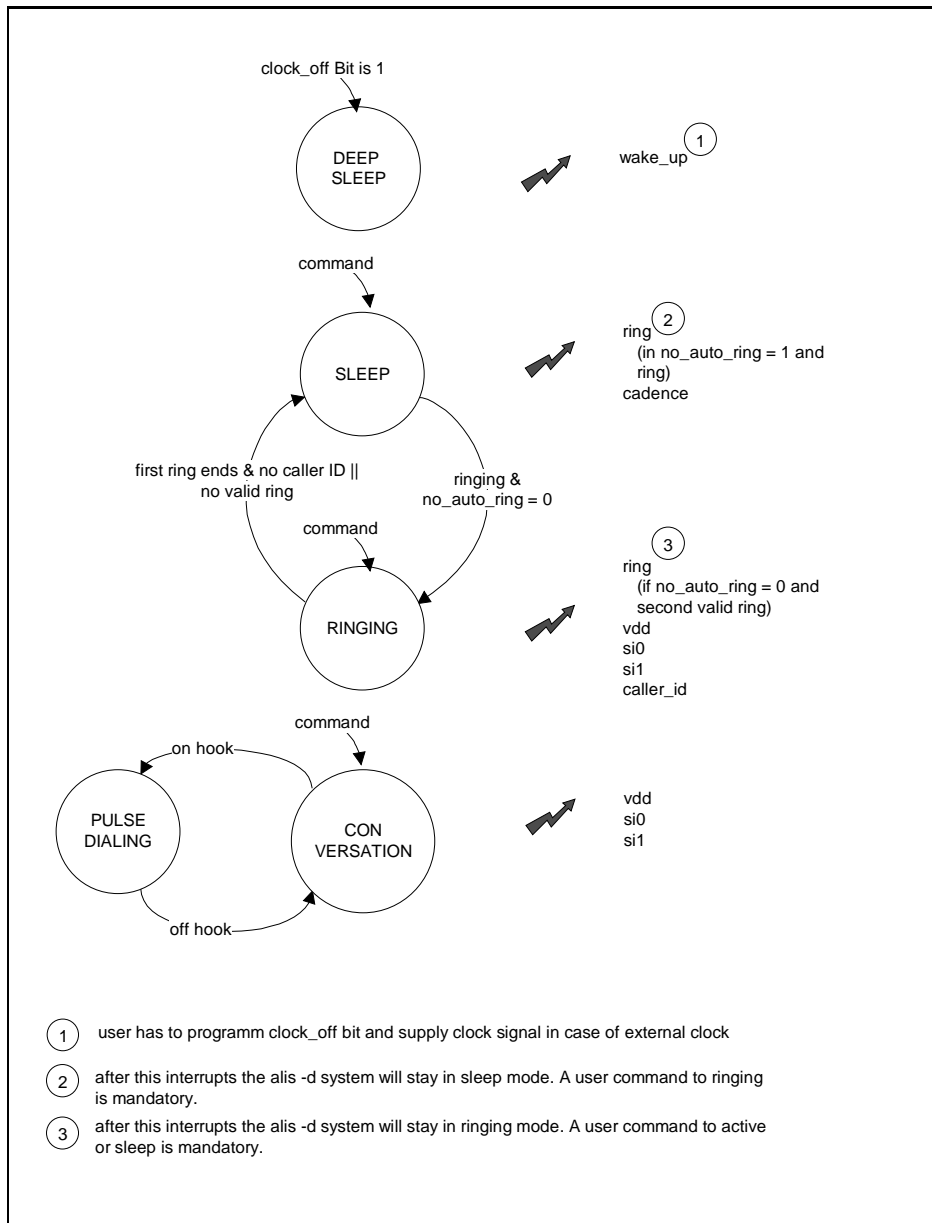 clock_off Bit is 1
DEEP
SLEEP
1
wake_up
command
SLEEP
2
ring
(in no_auto_ring = 1 and
ring)
cadence
first ring ends & no caller ID ||
no valid ring
ringing &
no_auto_ring = 0
command
RINGING
3
ring
(if no_auto_ring = 0 and
second valid ring)
vdd
si0
si1
caller_id
command
on hook
PULSE
DIALING
CON
VERSATION
vdd
si0
si1
off hook
1 user has to programm clock_off bit and supply clock signal in case of external clock
2 after this interrupts the alis -d system will stay in sleep mode. A user command to ringing
is mandatory.
3 after this interrupts the alis -d system will stay in ringing mode. A user command to active
or sleep is mandatory.